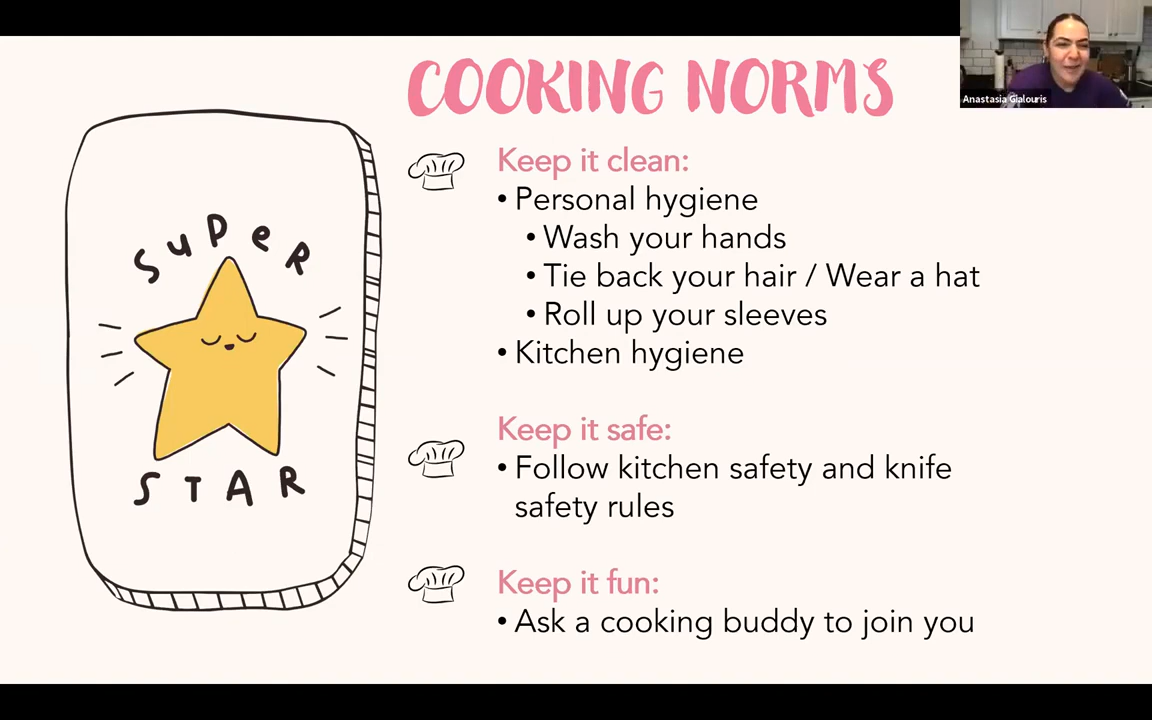 COOKING NORMS
Anastasia Gialouris
Keep it clean:
• Personal hygiene
• Wash your hands
• Tie back your hair / Wear a hat
• Roll up your sleeves
• Kitchen hygiene
Keep it safe:
• Follow kitchen safety and knife
safety rules
Keep it fun:
• Ask a cooking buddy to join you
SuPeR
STAR